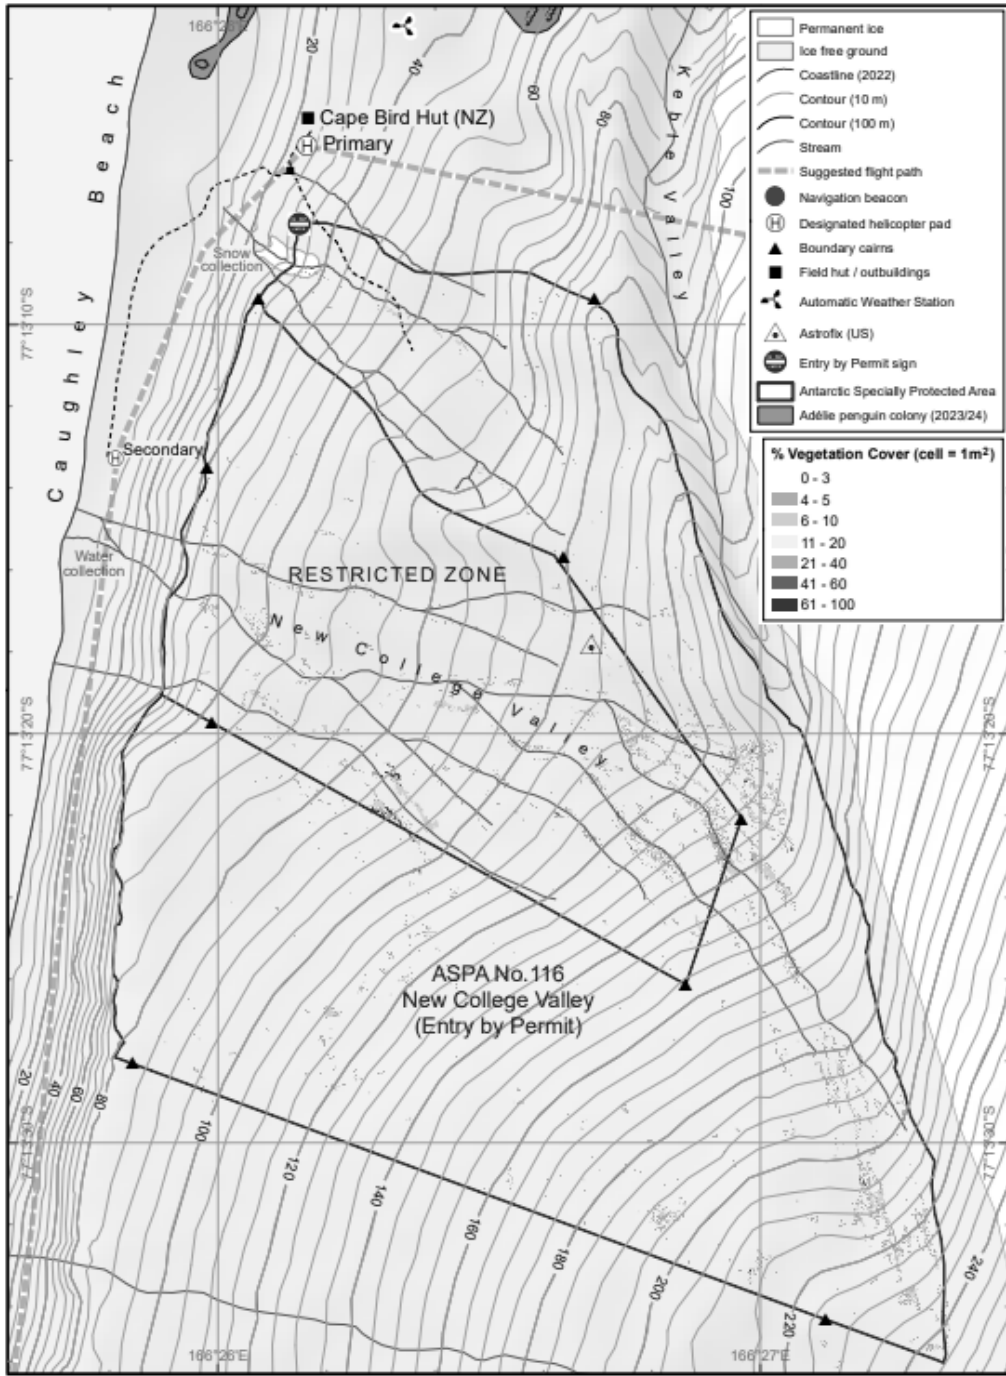 166°26'E
20
40
60
80
100
Keble Valley
Caughley Beach
Cape Bird Hut (NZ)
H Primary
Snow
collection
77°13'10"S
H Secondary
Water
collection
RESTRICTED ZONE
New College Valley
77°13'20"S
77°13'20"S
ASPA No.116
New College Valley
(Entry by Permit)
20
40
60
80
100
120
140
160
180
200
220
240
77°13'30"S
77°13'30"S
166°26'E
166°27'E
Permanent ice
Ice free ground
Coastline (2022)
Contour (10 m)
Contour (100 m)
Stream
Suggested flight path
Navigation beacon
H Designated helicopter pad
Boundary cairns
Field hut / outbuildings
Automatic Weather Station
Astrofix (US)
Entry by Permit sign
Antarctic Specially Protected Area
Adélie penguin colony (2023/24)
% Vegetation Cover (cell = 1m²)
0 - 3
4 - 5
6 - 10
11 - 20
21 - 40
41 - 60
61 - 100